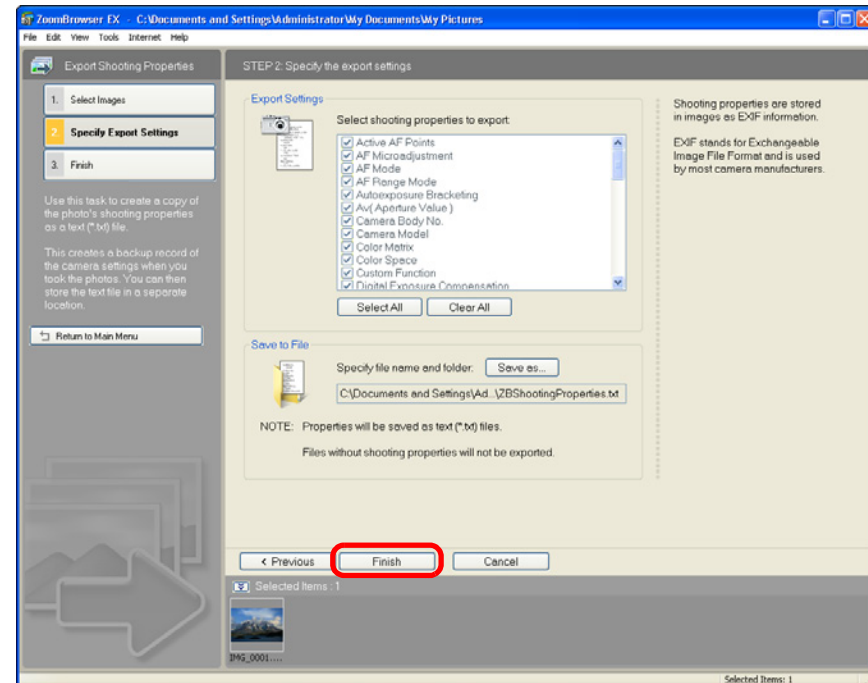 ZoomBrowser EX - C:\Documents and Settings\Administrator\My Documents\My Pictures
File Edit View Tools Internet Help
Export Shooting Properties
STEP 2: Specify the export settings
1. Select Images
2. Specify Export Settings
3. Finish
Use this task to create a copy of
the photo's shooting properties
as a text (*.txt) file.
This creates a backup record of
the camera settings when you
took the photos. You can then
store the text file in a separate
location.
Return to Main Menu
Export Settings
Select shooting properties to export:
Active AF Points
AF Microadjustment
AF Mode
AF Range Mode
Autoexposure Bracketing
Av( Aperture Value )
Camera Body No.
Camera Model
Color Matrix
Color Space
Custom Function
Digital Exposure Compensation
Select All Clear All
Save to File
Specify file name and folder: Save as...
C:\Documents and Settings\Ad...\ZBShootingProperties.txt
NOTE: Properties will be saved as text (*.txt) files.
Files without shooting properties will not be exported.
Shooting properties are stored
in images as EXIF information.
EXIF stands for Exchangeable
Image File Format and is used
by most camera manufacturers.
< Previous Finish Cancel
Selected Items : 1
IMG_0001....
Selected Items: 1